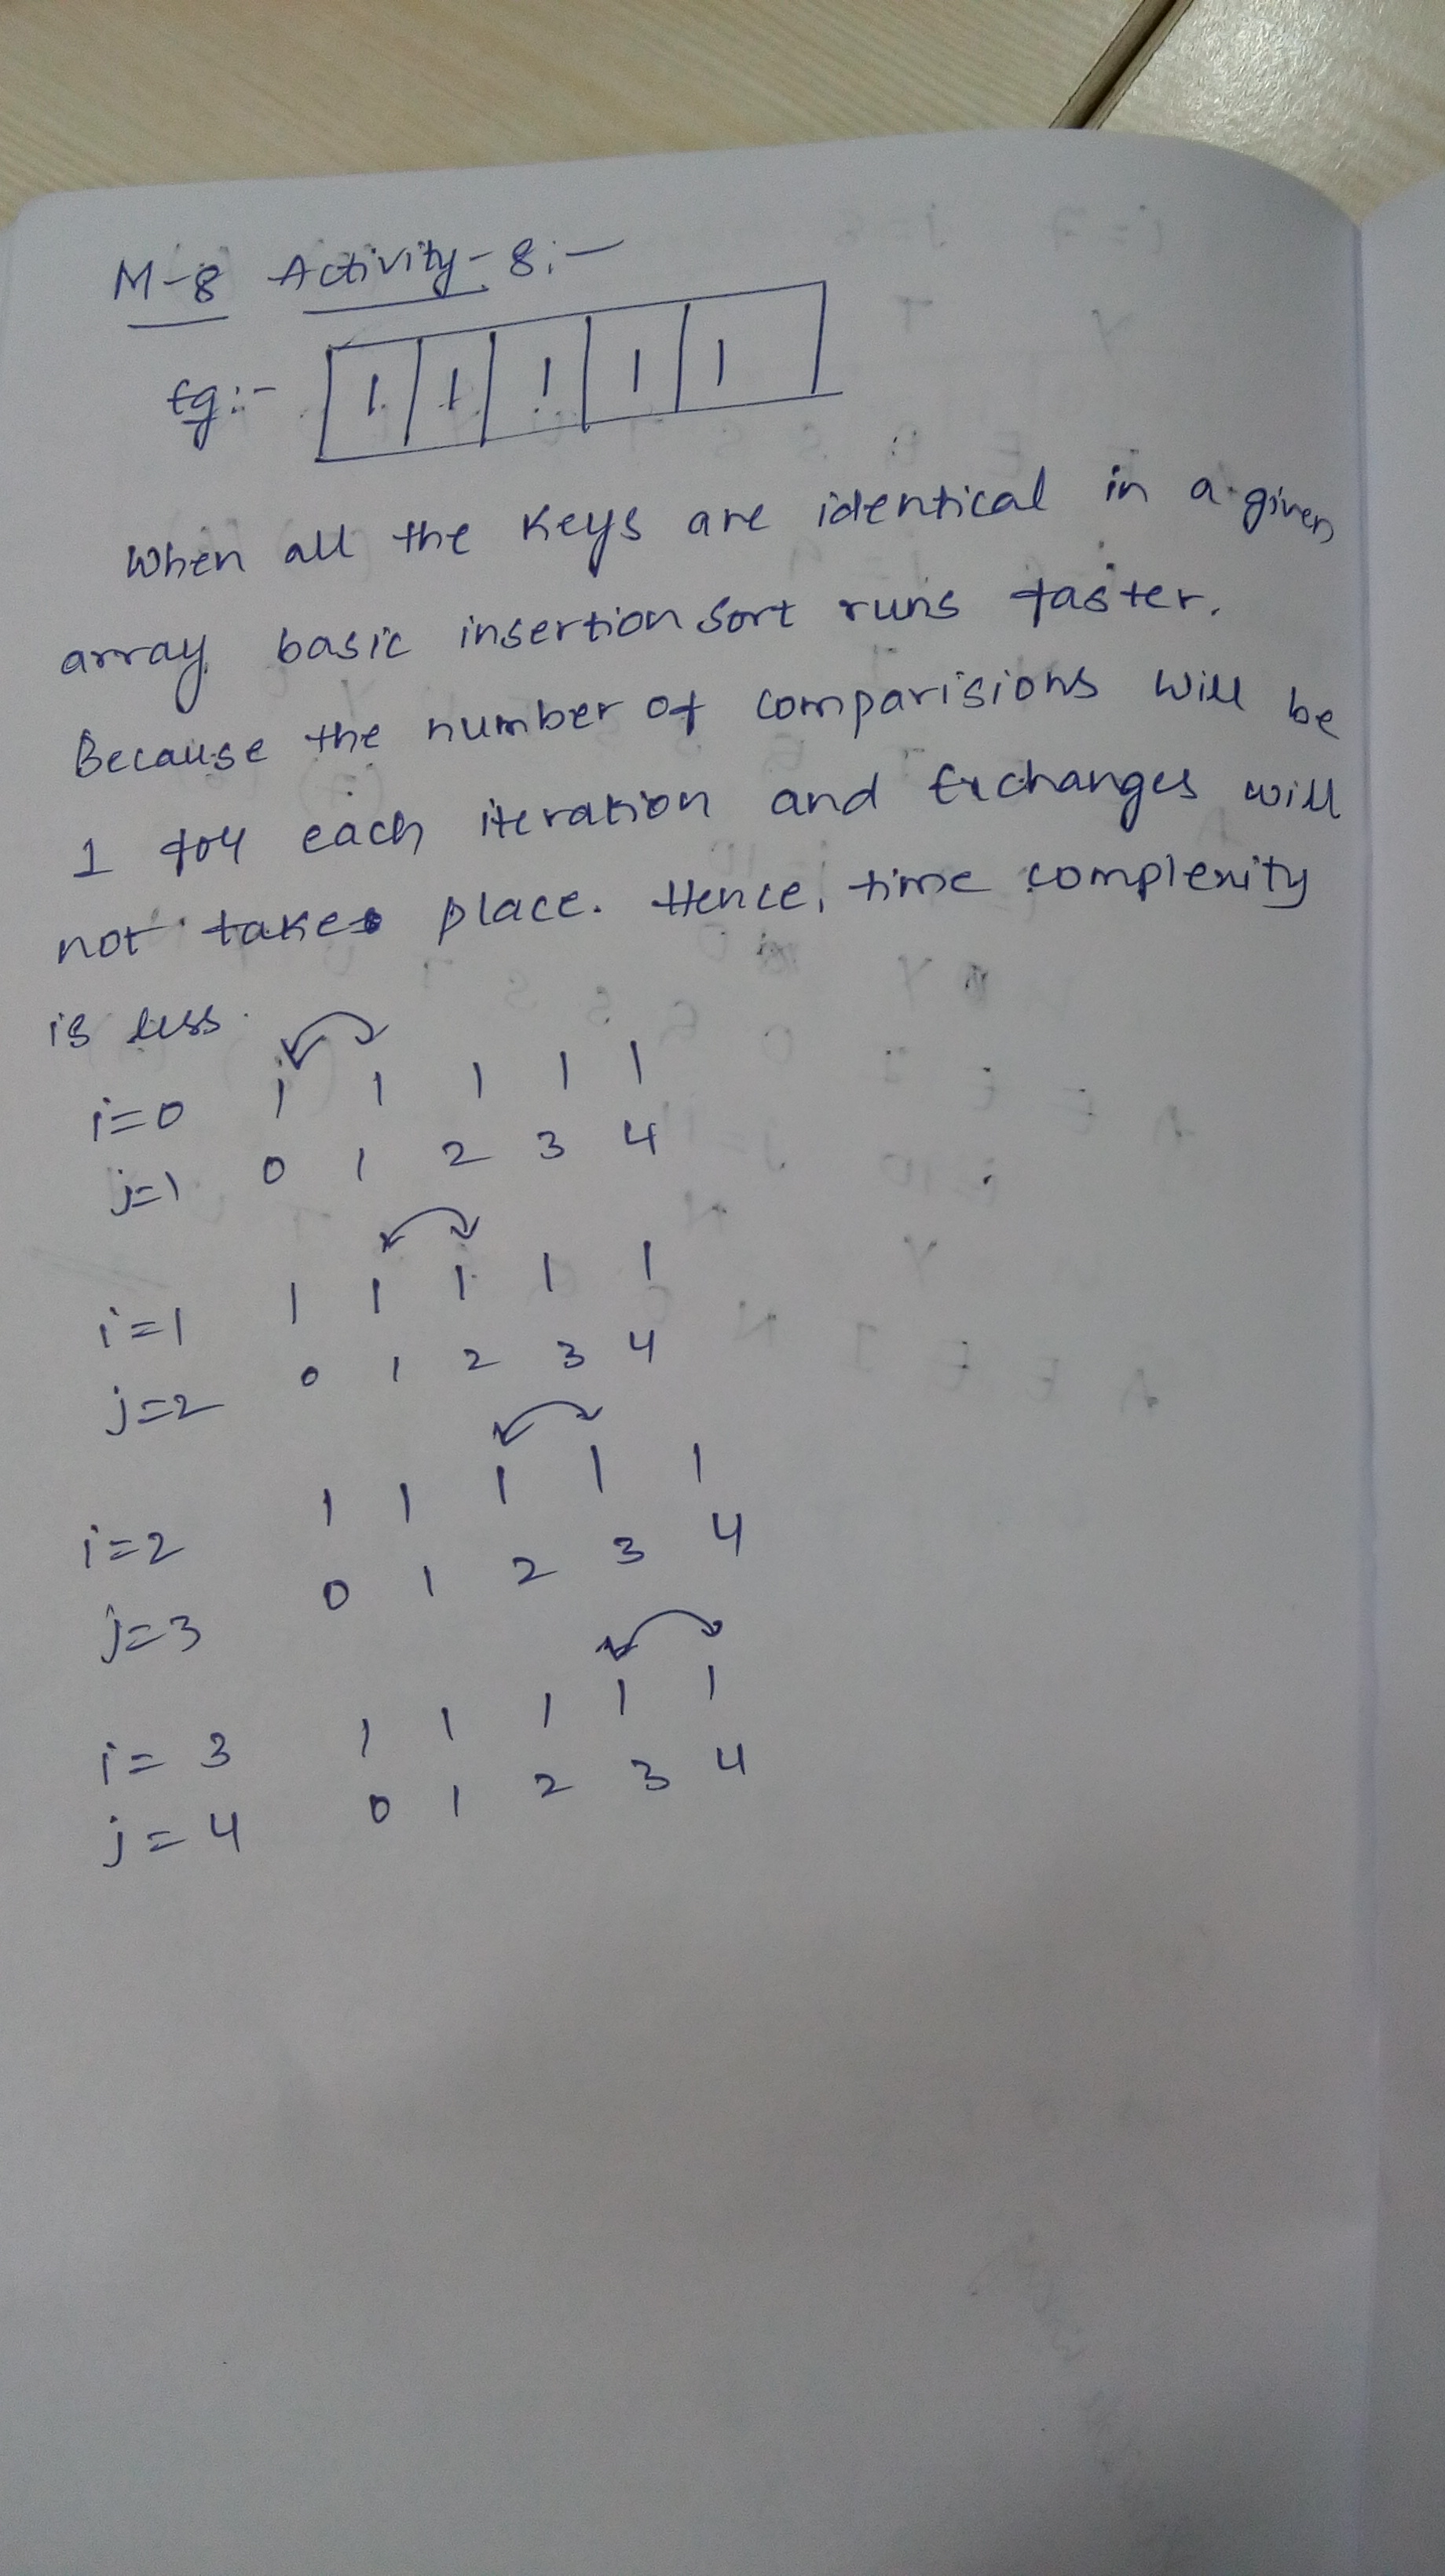 M-8 Activity-8:-
Eg:- 1 1 1 1 1
When all the Keys are identical in a given
array basic insertion sort runs faster.
Because the number of comparisions will be
1 for each iteration and Exchanges will
not take place. Hence, time complexity
is less.
i=0 1 1 1 1 1
j=1 0 1 2 3 4
i=1 1 1 1 1 1
j=2 0 1 2 3 4
i=2 1 1 1 1 1
j=3 0 1 2 3 4
i=3 1 1 1 1 1
j=4 0 1 2 3 4